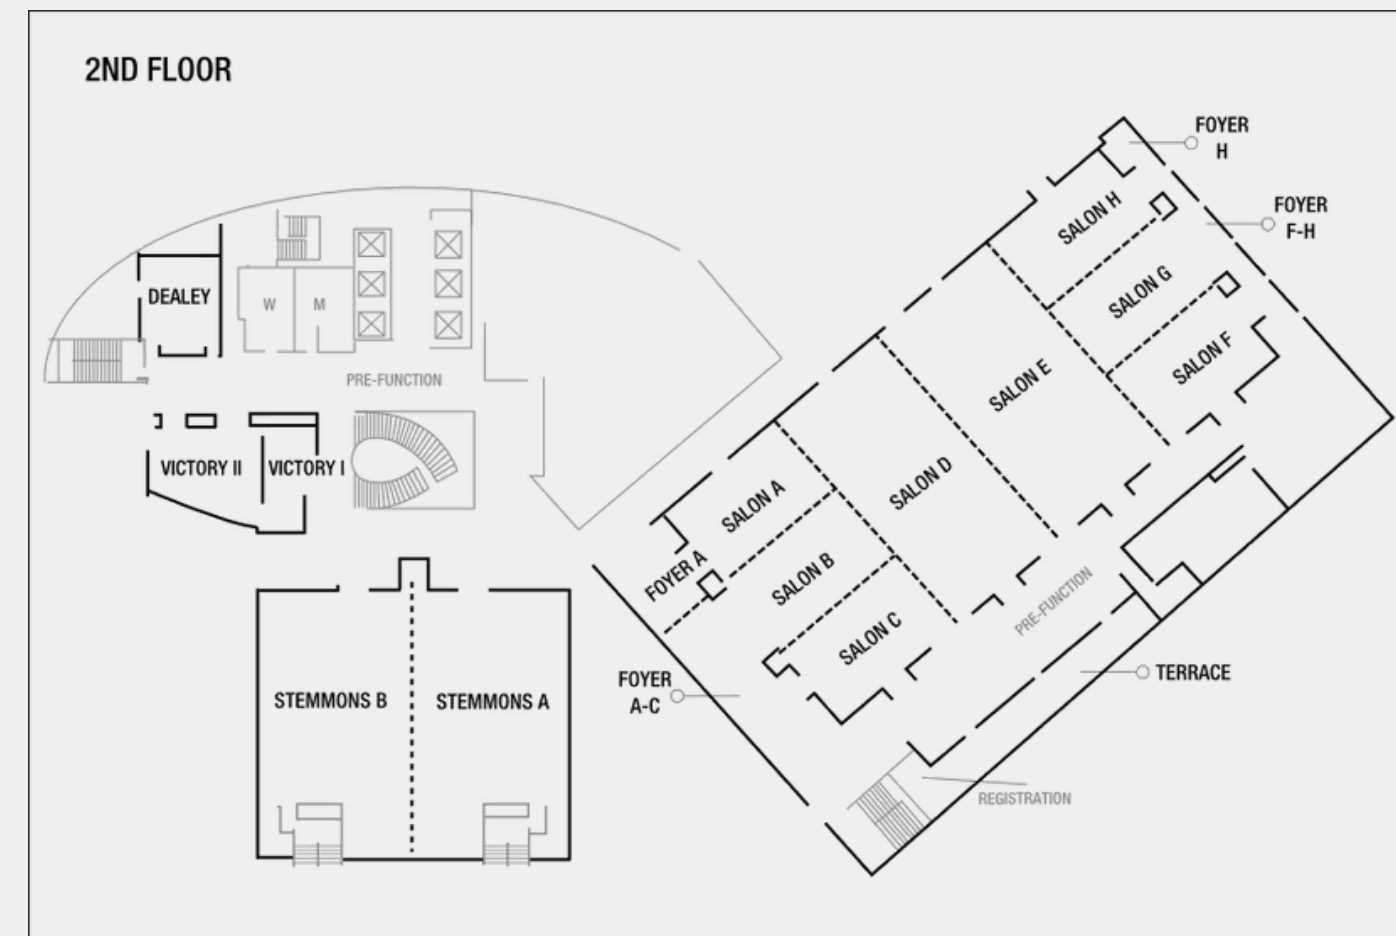 2ND FLOOR
FOYER
H
FOYER
F-H
SALON H
SALON G
SALON F
SALON E
SALON D
SALON A
SALON B
SALON C
FOYER A
DEALEY
W
M
PRE-FUNCTION
VICTORY II
VICTORY I
STEMMONS B
STEMMONS A
FOYER
A-C
PRE-FUNCTION
TERRACE
REGISTRATION